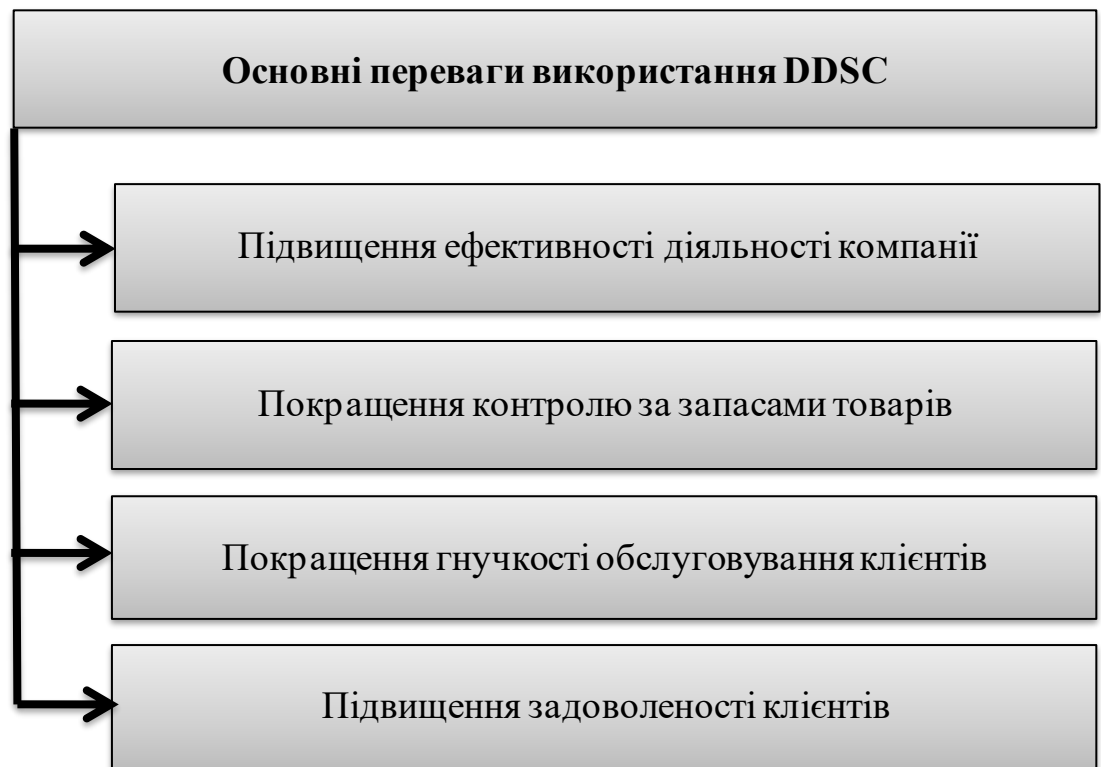 Основні переваги використання DDSC
Підвищення ефективності діяльності компанії
Покращення контролю за запасами товарів
Покращення гнучкості обслуговування клієнтів
Підвищення задоволеності клієнтів